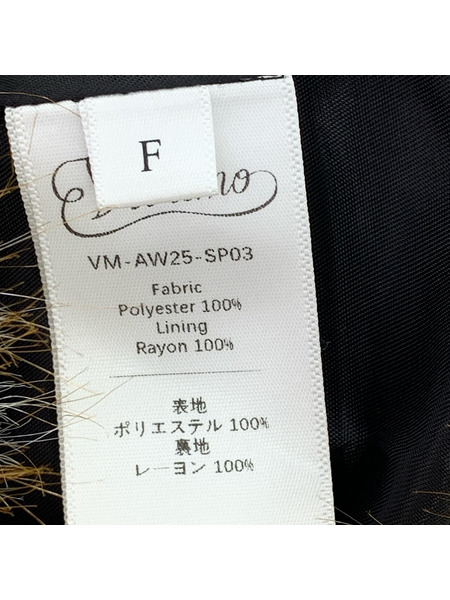 F
VM-AW25-SP03
Fabric
Polyester 100%
Lining
Rayon 100%
表地
ポリエステル 100%
裏地
レーヨン 100%